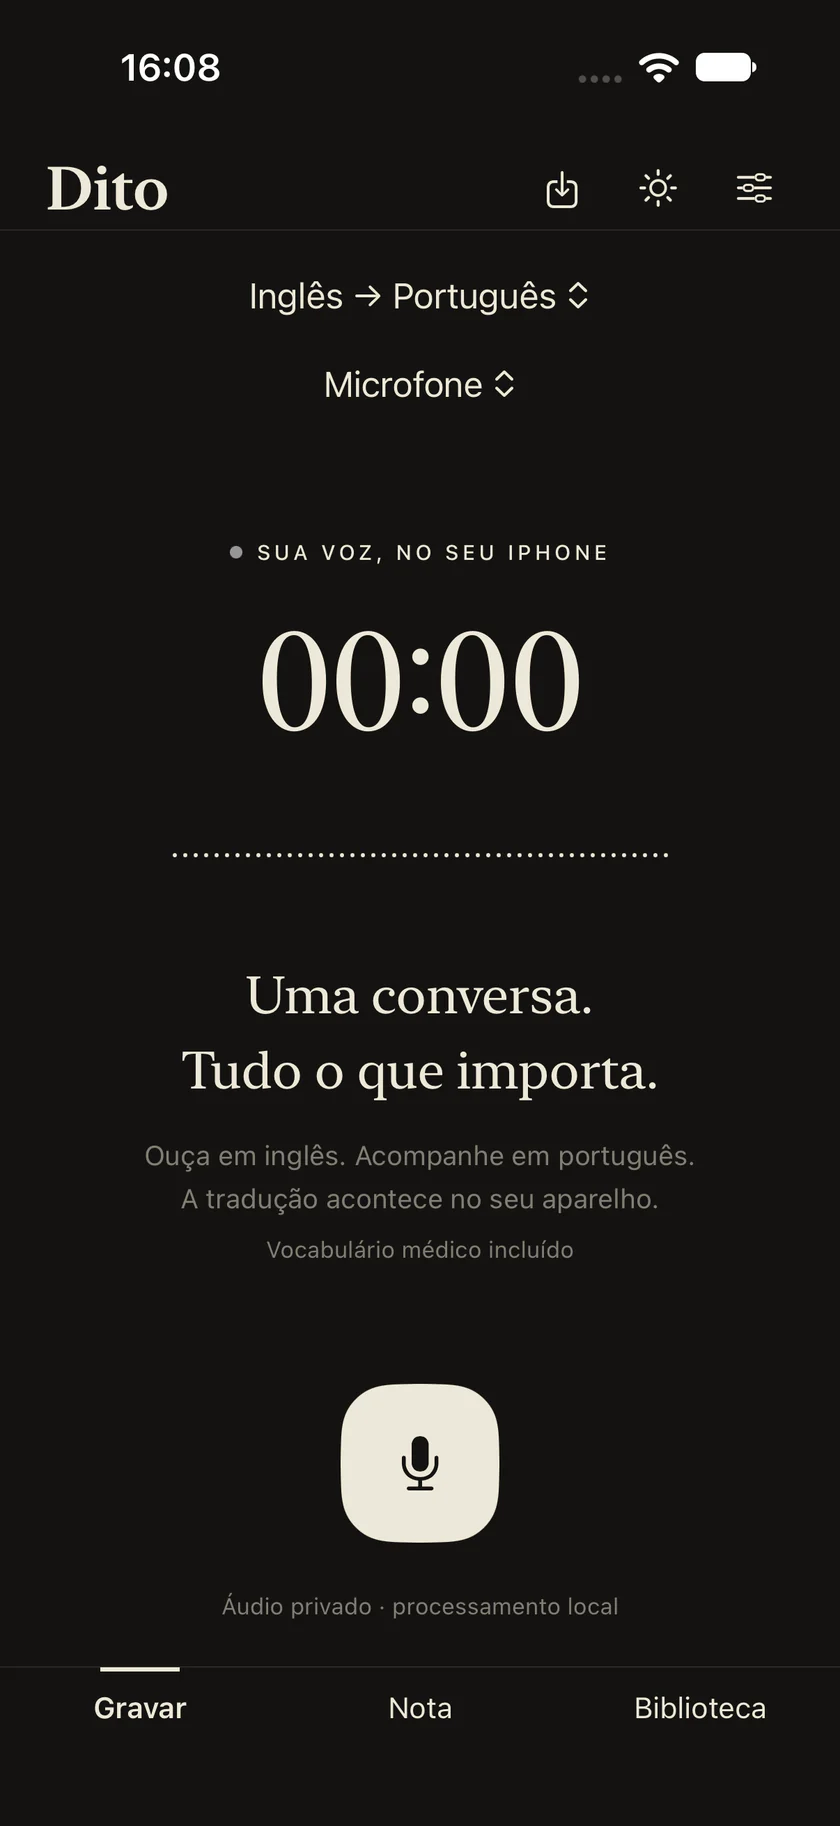 16:08
Dito
Inglês → Português
Microfone
SUA VOZ, NO SEU IPHONE
00:00
Uma conversa.
Tudo o que importa.
Ouça em inglês. Acompanhe em português.
A tradução acontece no seu aparelho.
Vocabulário médico incluído
Áudio privado · processamento local
Gravar
Nota
Biblioteca